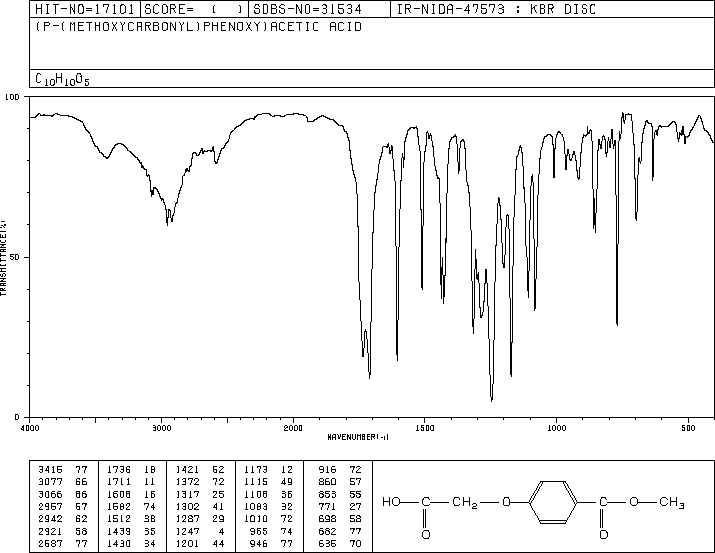 HIT-NO=17101 SCORE= ( ) SDBS-NO=31534 IR-NIDA-47573 : KBR DISC
(P-(METHOXYCARBONYL)PHENOXY)ACETIC ACID
C10H10O5
100
50
0
TRANSMITTANCE(%)
4000 3000 2000 1500 1000 500
WAVENUMBER(-1)
3415 77 1736 18 1421 62 1173 12 916 72
3077 66 1711 11 1372 72 1115 49 860 57
3066 66 1608 16 1317 25 1108 36 853 55
2957 57 1582 74 1302 41 1083 32 771 27
2942 62 1512 38 1287 29 1010 72 698 58
2921 58 1439 35 1247 4 965 74 682 77
2587 77 1430 34 1201 44 946 77 635 70
HO C CH2 O C O CH3
O O